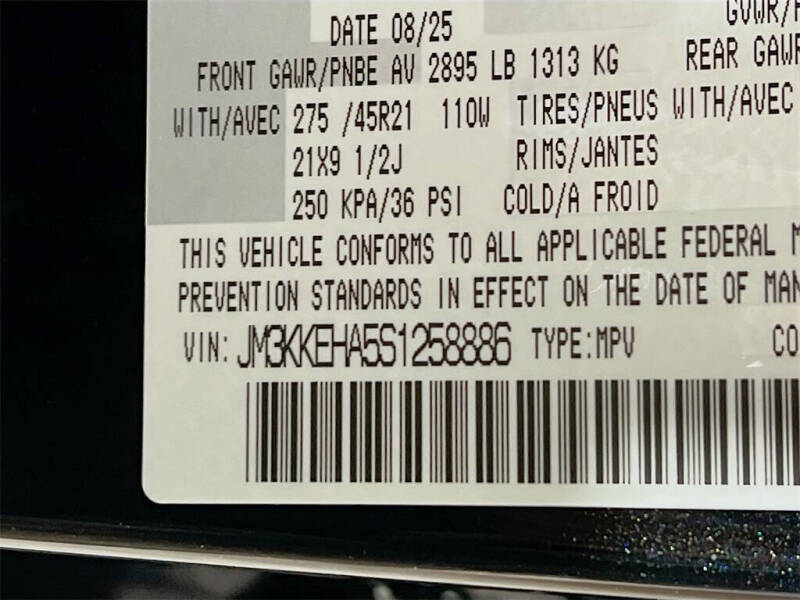 DATE 08/25
GVWR/
FRONT GAWR/PNBE AV 2895 LB 1313 KG REAR GAWR
WITH/AVEC 275 /45R21 110W TIRES/PNEUS WITH/AVEC
21X9 1/2J RIMS/JANTES
250 KPA/36 PSI COLD/A FROID
THIS VEHICLE CONFORMS TO ALL APPLICABLE FEDERAL M
PREVENTION STANDARDS IN EFFECT ON THE DATE OF MAN
VIN: JM3KKEHA5S1258886 TYPE:MPV CO